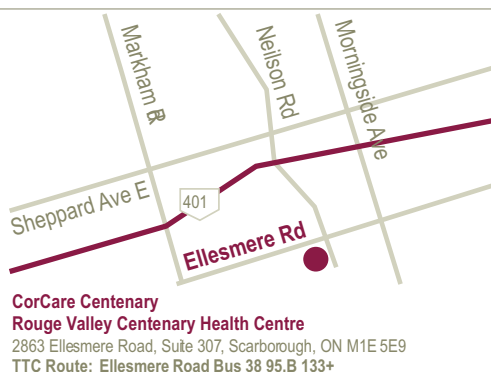 Markham Rd
Neilson Rd
Morningside Ave
Sheppard Ave E
401
Ellesmere Rd
CorCare Centenary
Rouge Valley Centenary Health Centre
2863 Ellesmere Road, Suite 307, Scarborough, ON M1E 5E9
TTC Route: Ellesmere Road Bus 38 95.B 133+